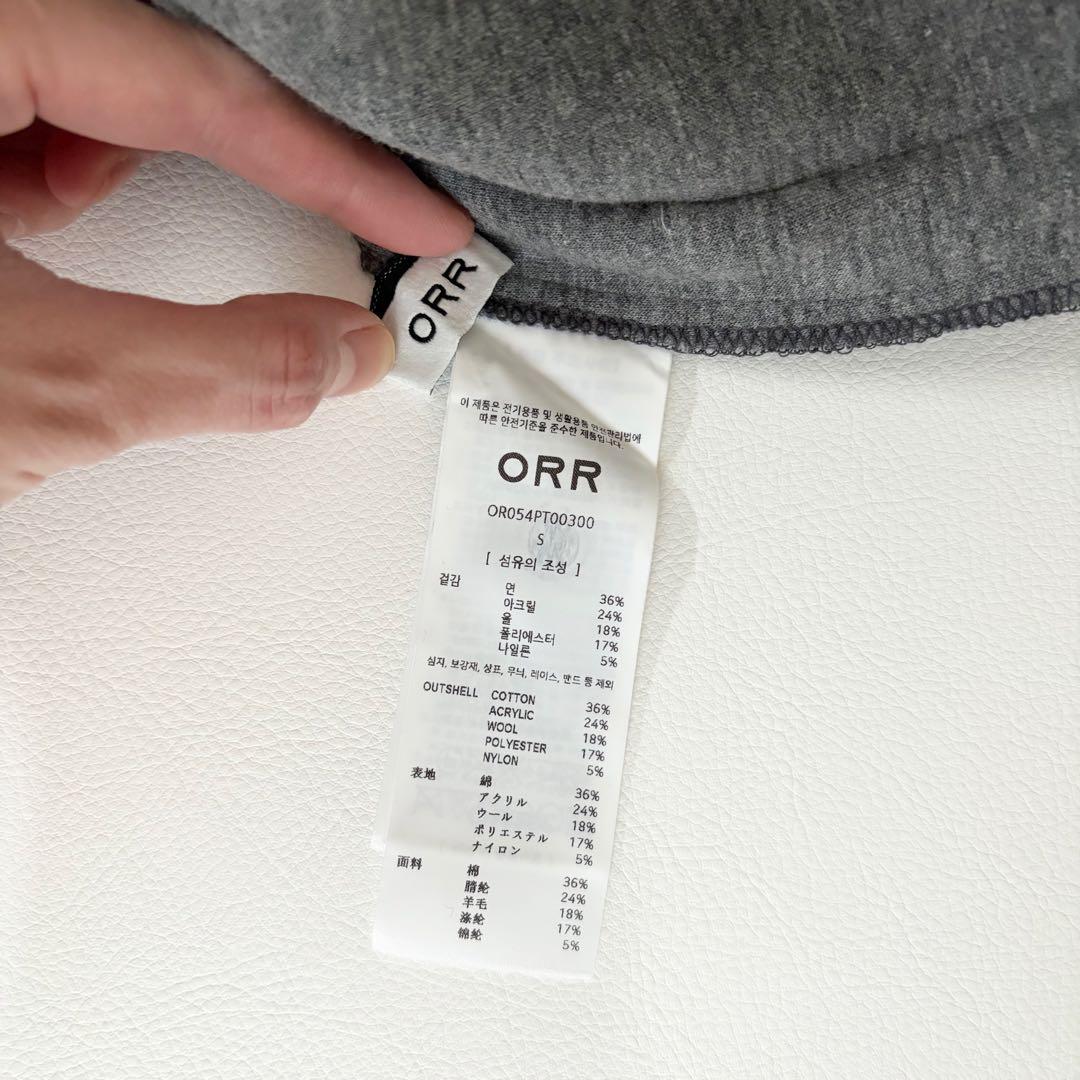 ORR
이 제품은 전기용품 및 생활용품 안전관리법에
따른 안전기준을 준수한 제품입니다.
ORR
OR054PT00300
S
[ 섬유의 조성 ]
겉감 면 36%
아크릴 24%
울 18%
폴리에스터 17%
나일론 5%
심지, 보강재, 상표, 무늬, 레이스, 밴드 등 제외
OUTSHELL COTTON 36%
ACRYLIC 24%
WOOL 18%
POLYESTER 17%
NYLON 5%
表地 綿 36%
アクリル 24%
ウール 18%
ポリエステル 17%
ナイロン 5%
面料 棉 36%
腈纶 24%
羊毛 18%
涤纶 17%
锦纶 5%